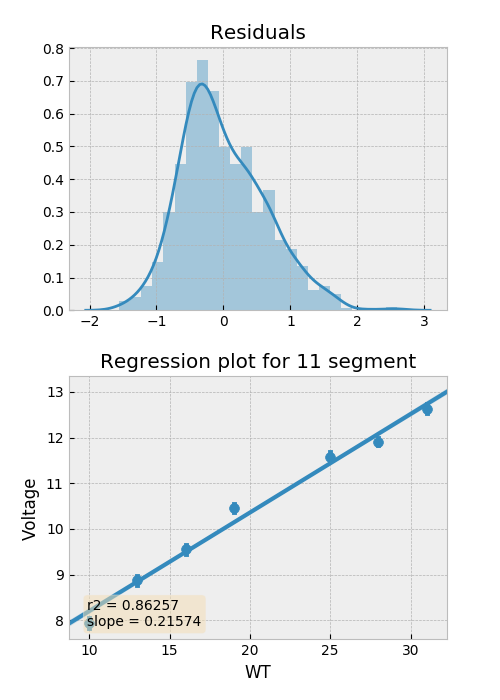 Residuals
0.8
0.7
0.6
0.5
0.4
0.3
0.2
0.1
0.0
−2 −1 0 1 2 3
Regression plot for 11 segment
13
12
11
10
9
8
Voltage
r2 = 0.86257
slope = 0.21574
10 15 20 25 30
WT